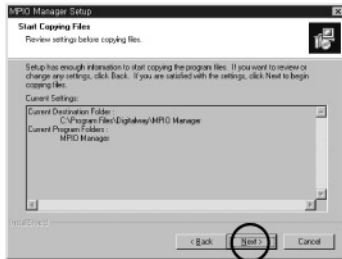 MPIO Manager Setup
Start Copying Files
Review settings before copying files.
Setup has enough information to start copying the program files. If you want to review or
change any settings, click Back. If you are satisfied with the settings, click Next to begin
copying files.
Current Settings:
Current Destination Folder :
C:\Program Files\Digitalway\MPIO Manager
Current Program Folders :
MPIO Manager
InstallShield
< Back
Next >
Cancel